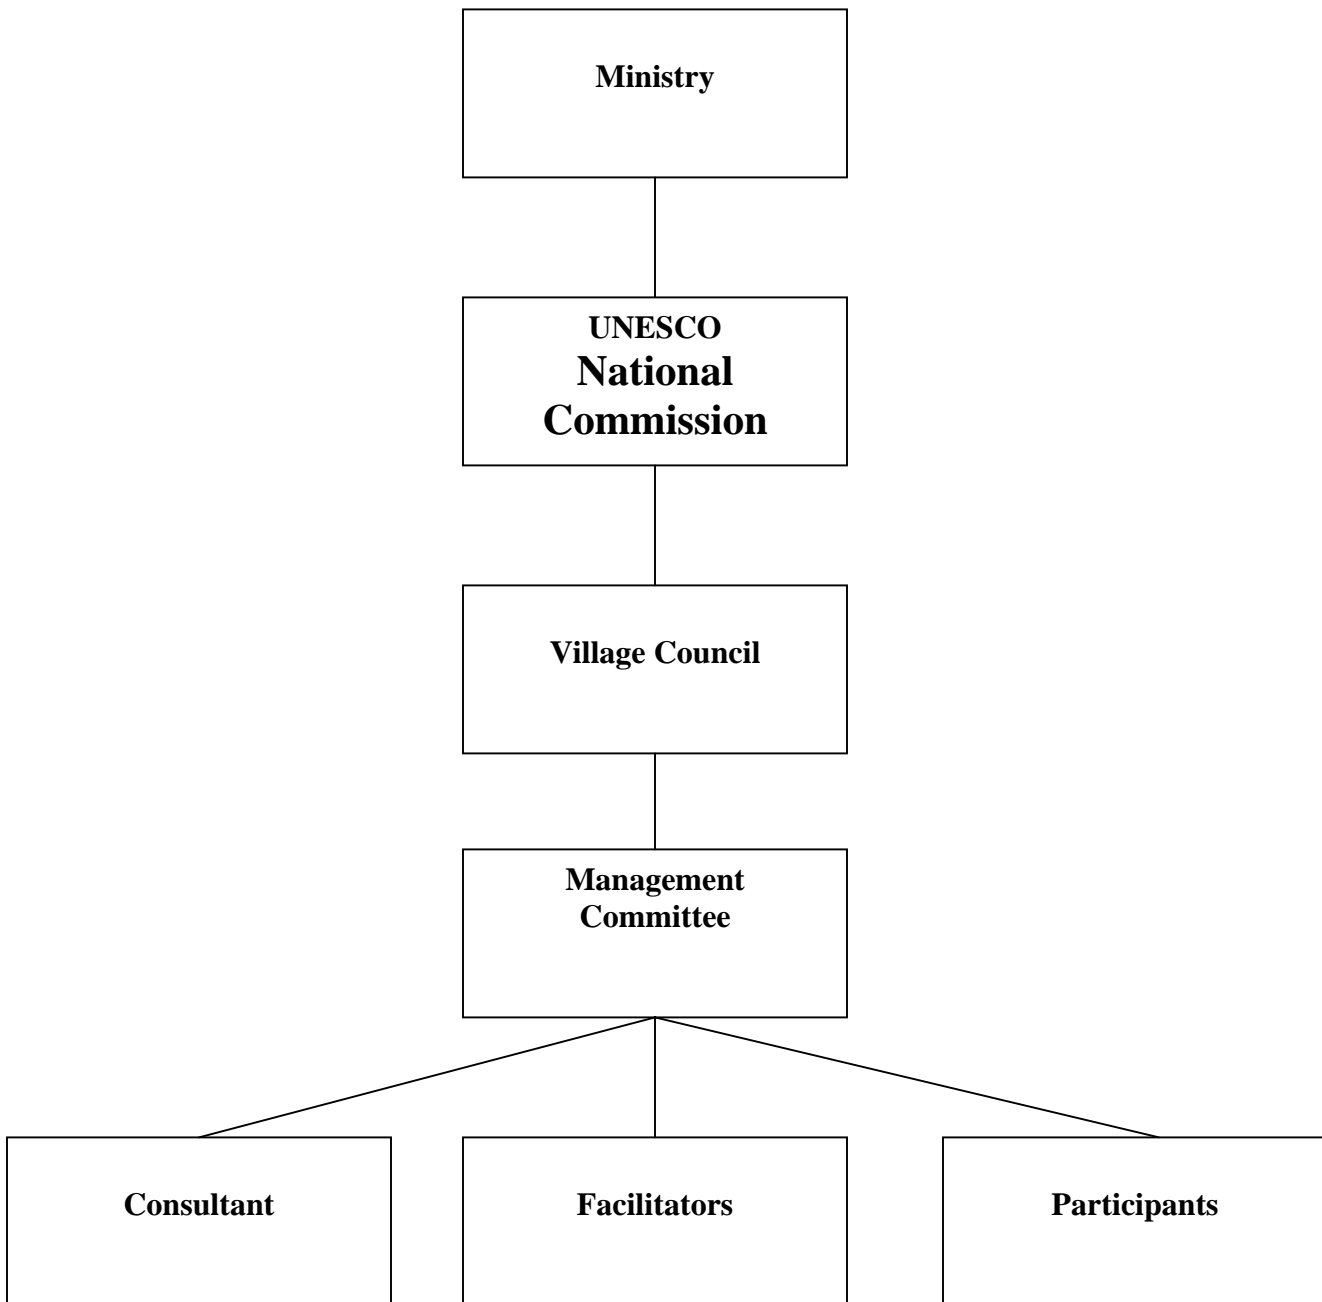 Ministry
UNESCO
National
Commission
Village Council
Management
Committee
Consultant
Facilitators
Participants